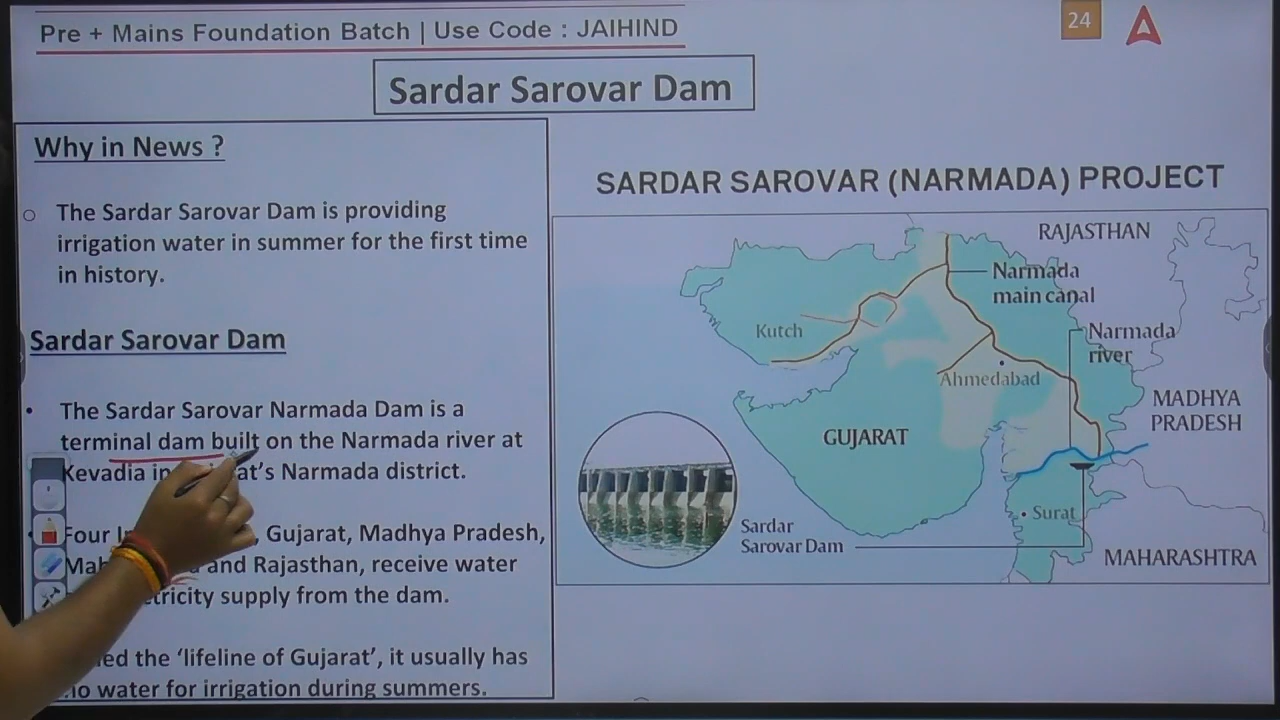 Pre + Mains Foundation Batch | Use Code : JAIHIND
24
Sardar Sarovar Dam
Why in News ?
The Sardar Sarovar Dam is providing
irrigation water in summer for the first time
in history.
Sardar Sarovar Dam
The Sardar Sarovar Narmada Dam is a
terminal dam built on the Narmada river at
Kevadia in at's Narmada district.
Four , Gujarat, Madhya Pradesh,
and Rajasthan, receive water
supply from the dam.
the ‘lifeline of Gujarat’, it usually has
no water for irrigation during summers.
SARDAR SAROVAR (NARMADA) PROJECT
RAJASTHAN
Narmada
main canal
Kutch
Narmada
river
Ahmedabad
MADHYA
PRADESH
GUJARAT
Surat
Sardar
Sarovar Dam
MAHARASHTRA